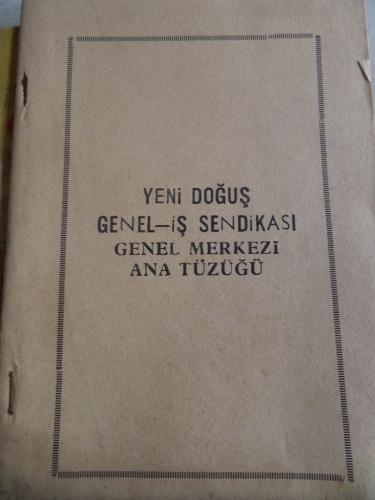 YENİ DOĞUŞ
GENEL-İŞ SENDİKASI
GENEL MERKEZİ
ANA TÜZÜĞÜ